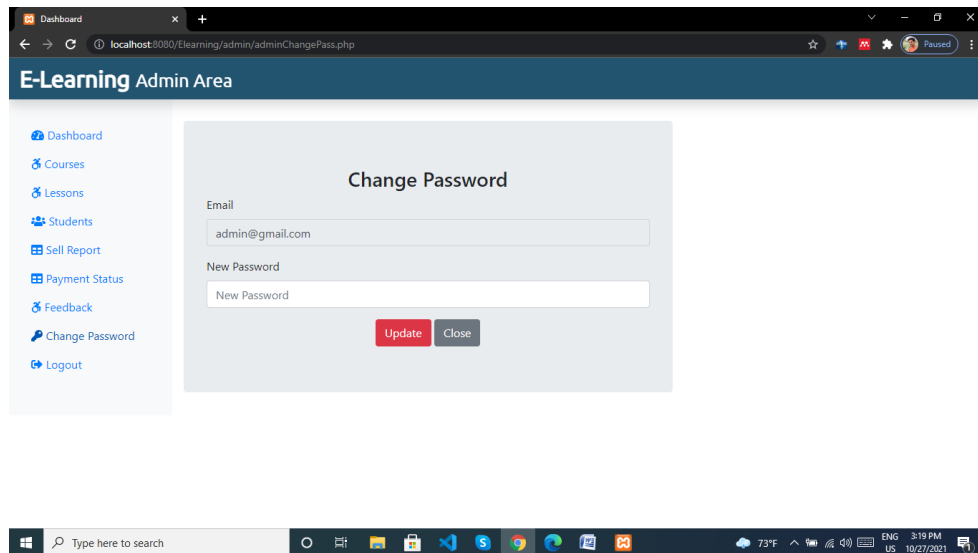 Dashboard
localhost:8080/Elearning/admin/adminChangePass.php
Paused
E-Learning Admin Area
Dashboard
Courses
Lessons
Students
Sell Report
Payment Status
Feedback
Change Password
Logout
Change Password
Email
admin@gmail.com
New Password
New Password
Update Close
Type here to search
73°F
ENG
US
3:19 PM
10/27/2021